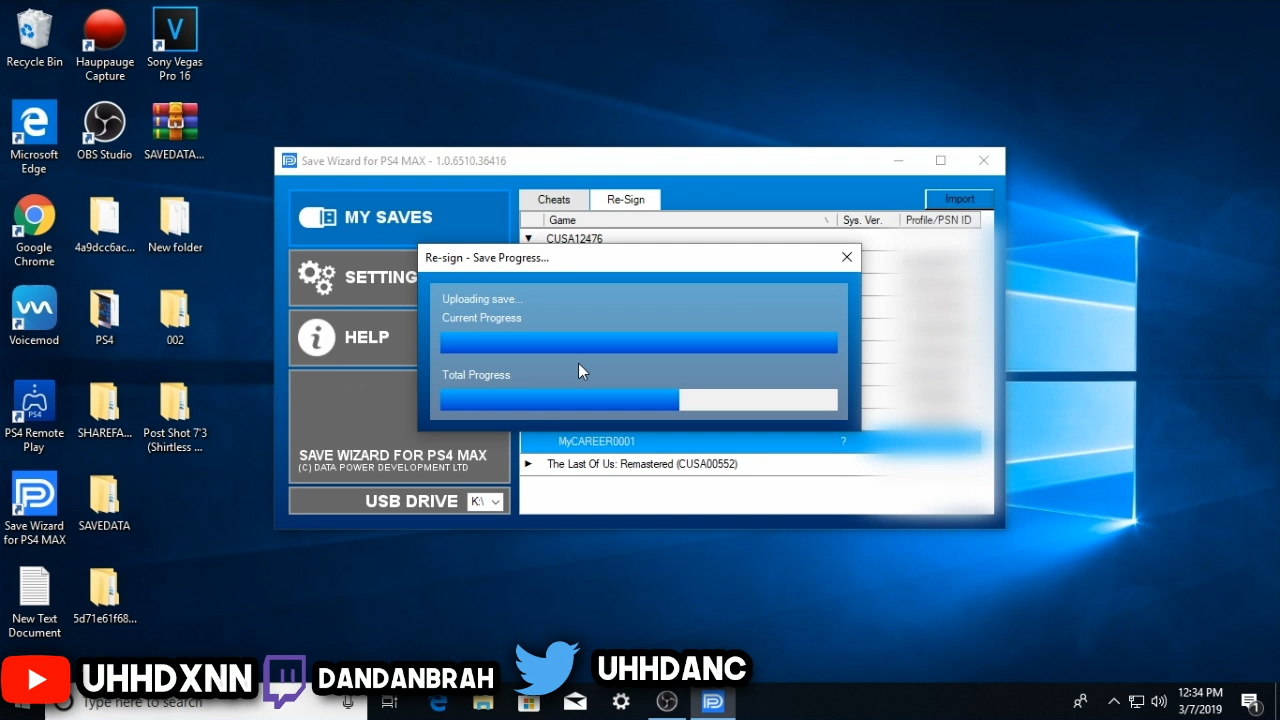 Recycle Bin
Hauppauge
Capture
Sony Vegas
Pro 16
Microsoft
Edge
OBS Studio
SAVEDATA...
Google
Chrome
4a9dcc6ac...
New folder
Voicemod
PS4
002
PS4 Remote
Play
SHAREFA...
Post Shot 7'3
(Shirtless ...
Save Wizard
for PS4 MAX
SAVEDATA
New Text
Document
5d71e61f68...
Save Wizard for PS4 MAX - 1.0.6510.36416
MY SAVES
SETTING
HELP
SAVE WIZARD FOR PS4 MAX
(C) DATA POWER DEVELOPMENT LTD
USB DRIVE K:\
Cheats Re-Sign Import
Game Sys. Ver. Profile/PSN ID
CUSA12476
Re-sign - Save Progress...
Uploading save...
Current Progress
Total Progress
MyCAREER0001 ?
The Last Of Us: Remastered (CUSA00552)
UHHDXNN
DANDANBRAH
UHHDANC
Type here to search
12:34 PM
3/7/2019
1